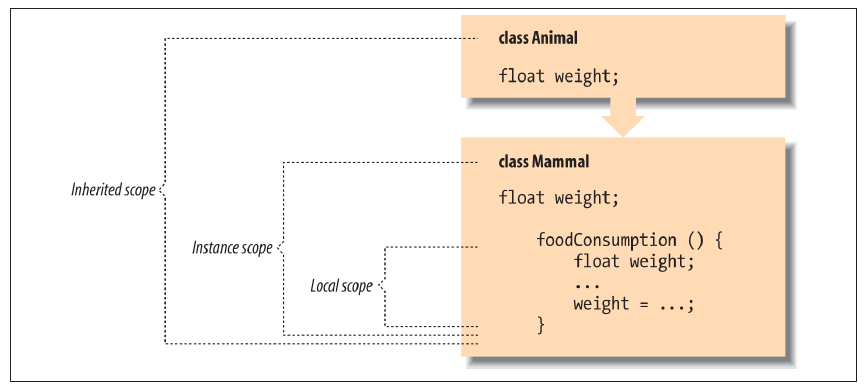 class Animal
float weight;
class Mammal
Inherited scope
float weight;
foodConsumption () {
Instance scope
float weight;
Local scope
...
weight = ...;
}